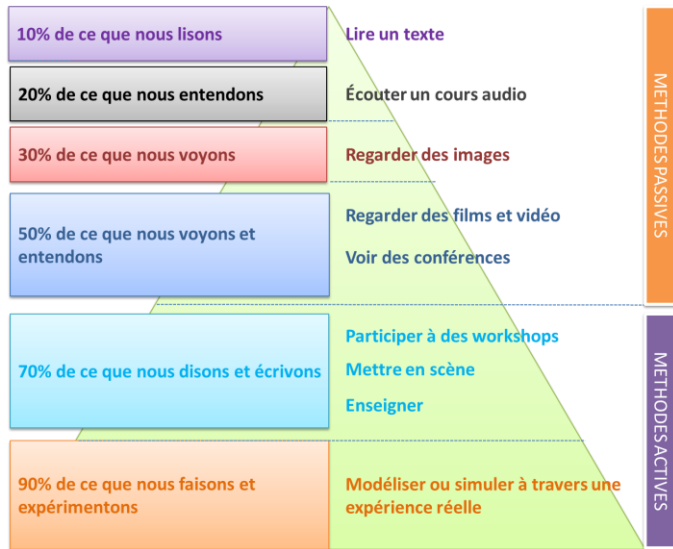 10% de ce que nous lisons
Lire un texte
20% de ce que nous entendons
Écouter un cours audio
30% de ce que nous voyons
Regarder des images
50% de ce que nous voyons et
entendons
Regarder des films et vidéo
Voir des conférences
METHODES PASSIVES
70% de ce que nous disons et écrivons
Participer à des workshops
Mettre en scène
Enseigner
90% de ce que nous faisons et
expérimentons
Modéliser ou simuler à travers une
expérience réelle
METHODES ACTIVES